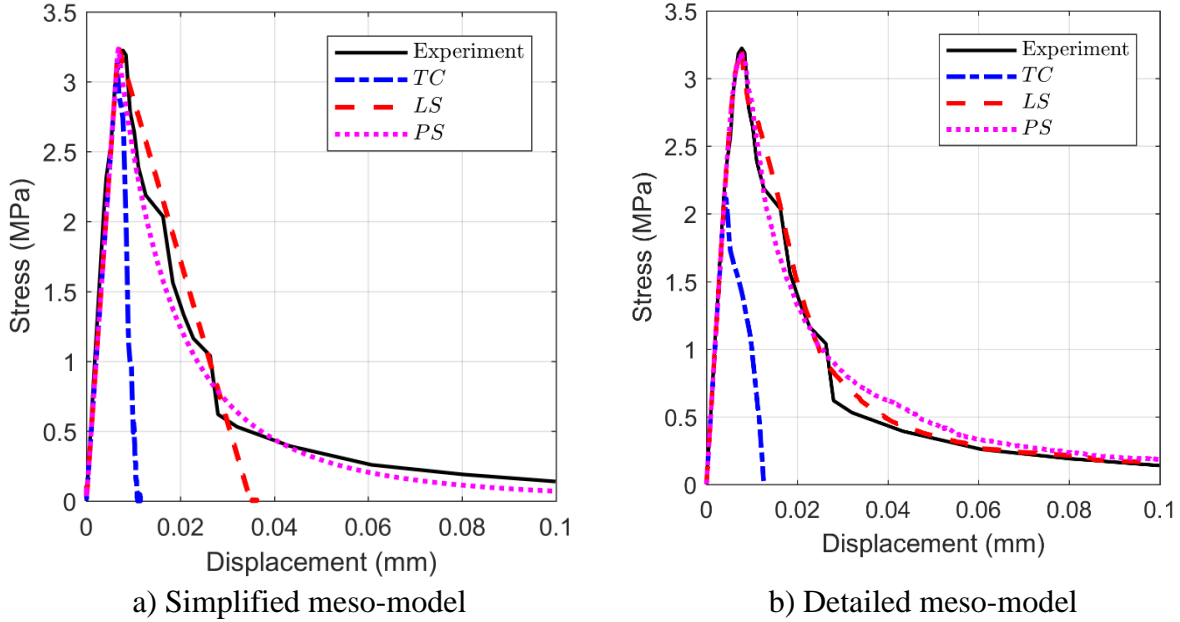 3.5
3
2.5
2
1.5
1
0.5
0
Stress (MPa)
Experiment
TC
LS
PS
0 0.02 0.04 0.06 0.08 0.1
Displacement (mm)
a) Simplified meso-model
3.5
3
2.5
2
1.5
1
0.5
0
Stress (MPa)
Experiment
TC
LS
PS
0 0.02 0.04 0.06 0.08 0.1
Displacement (mm)
b) Detailed meso-model